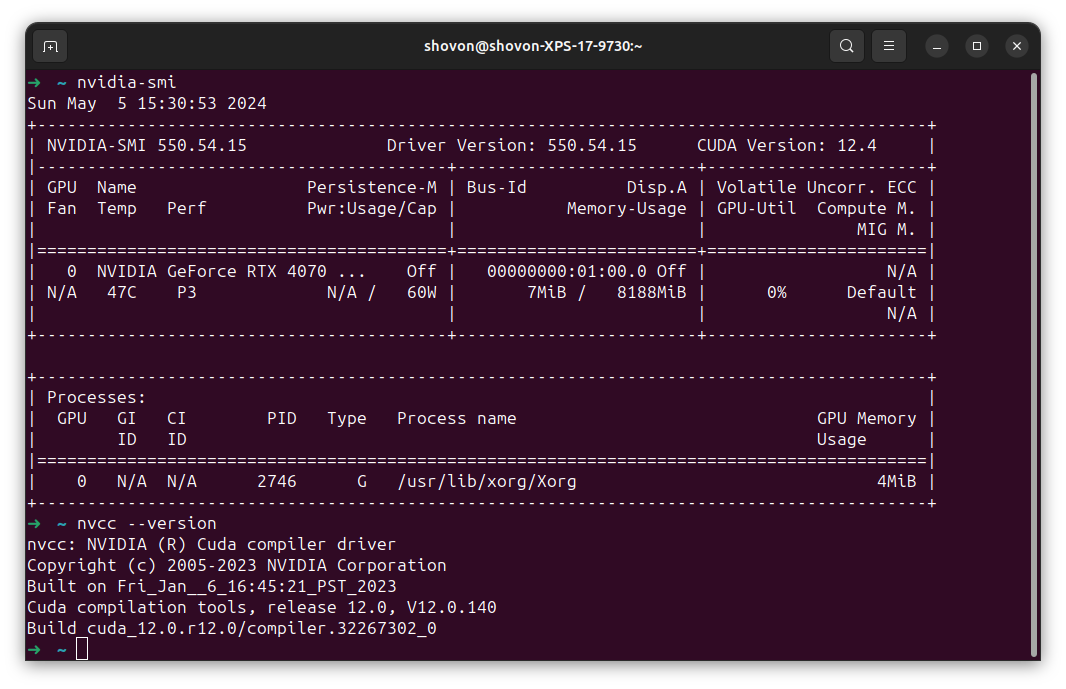 shovon@shovon-XPS-17-9730:~
➜  ~ nvidia-smi
Sun May  5 15:30:53 2024
+-----------------------------------------------------------------------------------------+
| NVIDIA-SMI 550.54.15              Driver Version: 550.54.15      CUDA Version: 12.4     |
|-----------------------------------------+------------------------+----------------------+
| GPU  Name                 Persistence-M | Bus-Id          Disp.A | Volatile Uncorr. ECC |
| Fan  Temp   Perf          Pwr:Usage/Cap |           Memory-Usage | GPU-Util  Compute M. |
|                                         |                        |               MIG M. |
|=========================================+========================+======================|
|   0  NVIDIA GeForce RTX 4070 ...    Off |   00000000:01:00.0 Off |                  N/A |
| N/A   47C    P3             N/A /   60W |       7MiB /   8188MiB |      0%      Default |
|                                         |                        |                  N/A |
+-----------------------------------------+------------------------+----------------------+

+-----------------------------------------------------------------------------------------+
| Processes:                                                                              |
|  GPU   GI   CI        PID   Type   Process name                              GPU Memory |
|        ID   ID                                                               Usage      |
|=========================================================================================|
|    0   N/A  N/A      2746      G   /usr/lib/xorg/Xorg                              4MiB |
+-----------------------------------------------------------------------------------------+
➜  ~ nvcc --version
nvcc: NVIDIA (R) Cuda compiler driver
Copyright (c) 2005-2023 NVIDIA Corporation
Built on Fri_Jan__6_16:45:21_PST_2023
Cuda compilation tools, release 12.0, V12.0.140
Build cuda_12.0.r12.0/compiler.32267302_0
➜  ~